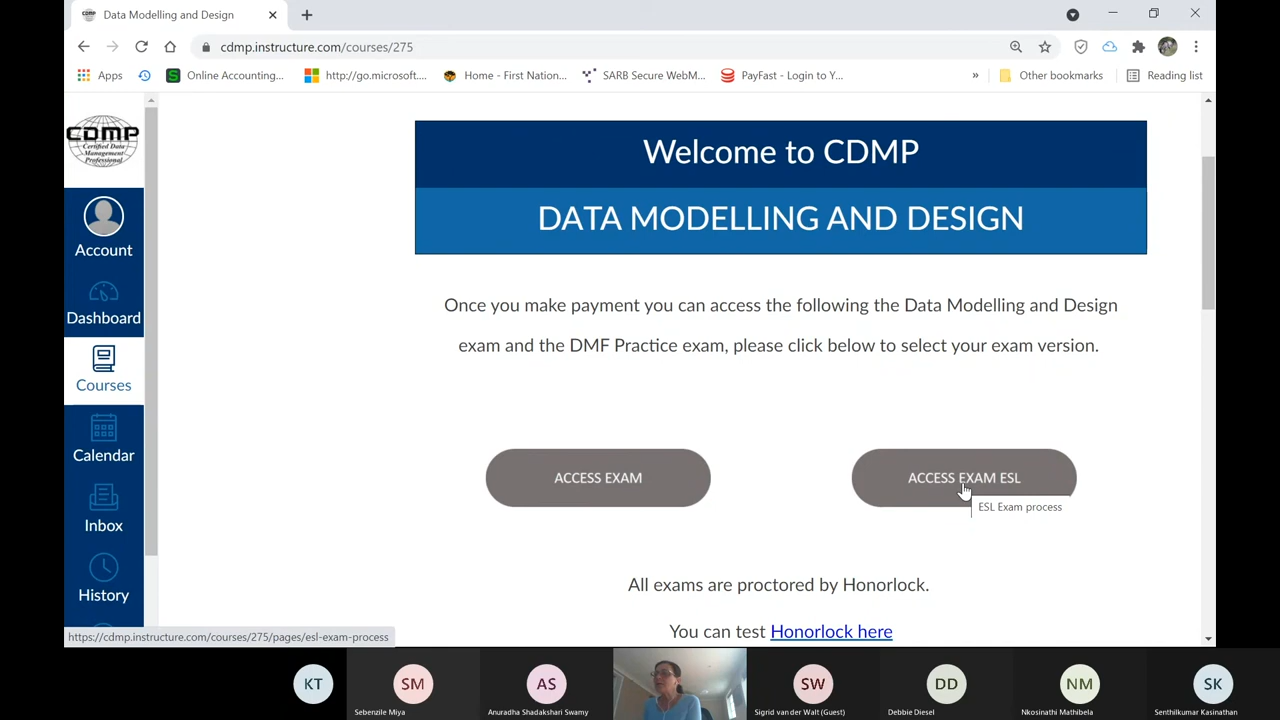 Data Modelling and Design
cdmp.instructure.com/courses/275
Apps
Online Accounting...
http://go.microsoft....
Home - First Nation...
SARB Secure WebM...
PayFast - Login to Y...
»
Other bookmarks
Reading list
CDMP
Certified Data
Management
Professional
Account
Dashboard
Courses
Calendar
Inbox
History
Welcome to CDMP
DATA MODELLING AND DESIGN
Once you make payment you can access the following the Data Modelling and Design
exam and the DMF Practice exam, please click below to select your exam version.
ACCESS EXAM
ACCESS EXAM ESL
ESL Exam process
All exams are proctored by Honorlock.
You can test Honorlock here
https://cdmp.instructure.com/courses/275/pages/esl-exam-process
KT
SM
AS
SW
DD
NM
SK
Sebenzile Miya
Anuradha Shadakshari Swamy
Sigrid van der Walt (Guest)
Debbie Diesel
Nkosinathi Mathibela
Senthilkumar Kasinathan